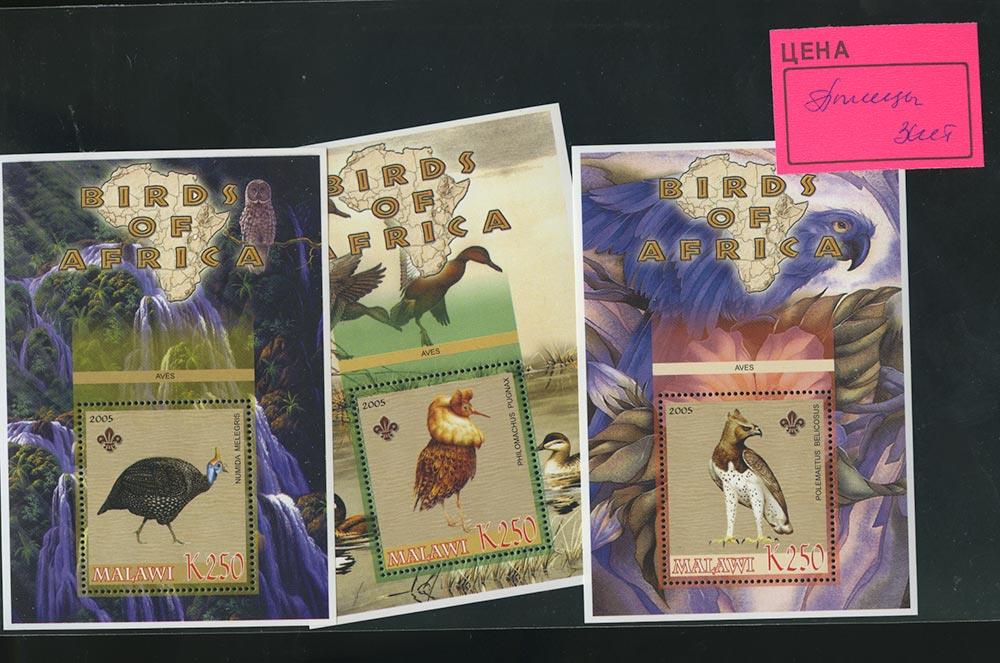 ЦЕНА
Птицы
BIRDS
OF
AFRICA
AVES
2005
NUMIDA MELEGRIS
MALAWI K250
BIRDS
OF
AFRICA
AVES
2005
PHILOMACHUS PUGNAX
MALAWI K250
BIRDS
OF
AFRICA
AVES
2005
POLEMAETUS BELICOSUS
MALAWI K250